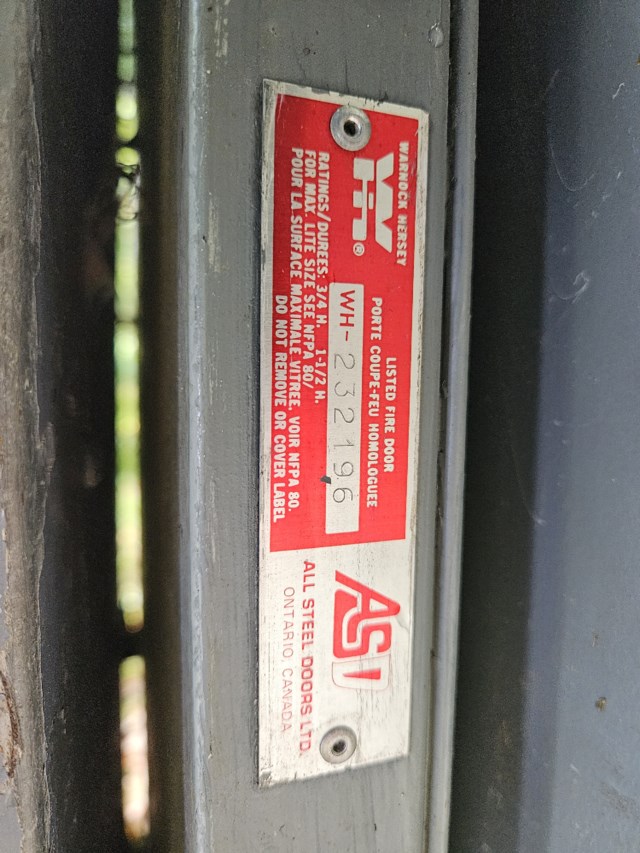 WARNOCK HERSEY
WH®
LISTED FIRE DOOR
PORTE COUPE-FEU HOMOLOGUEE
WH- 232196
RATINGS/DUREES: 3/4 H. 1-1/2 H.
FOR MAX. LITE SIZE SEE NFPA 80/
POUR LA SURFACE MAXIMALE VITREE, VOIR NFPA 80.
DO NOT REMOVE OR COVER LABEL
ASD
ALL STEEL DOORS LTD.
ONTARIO, CANADA